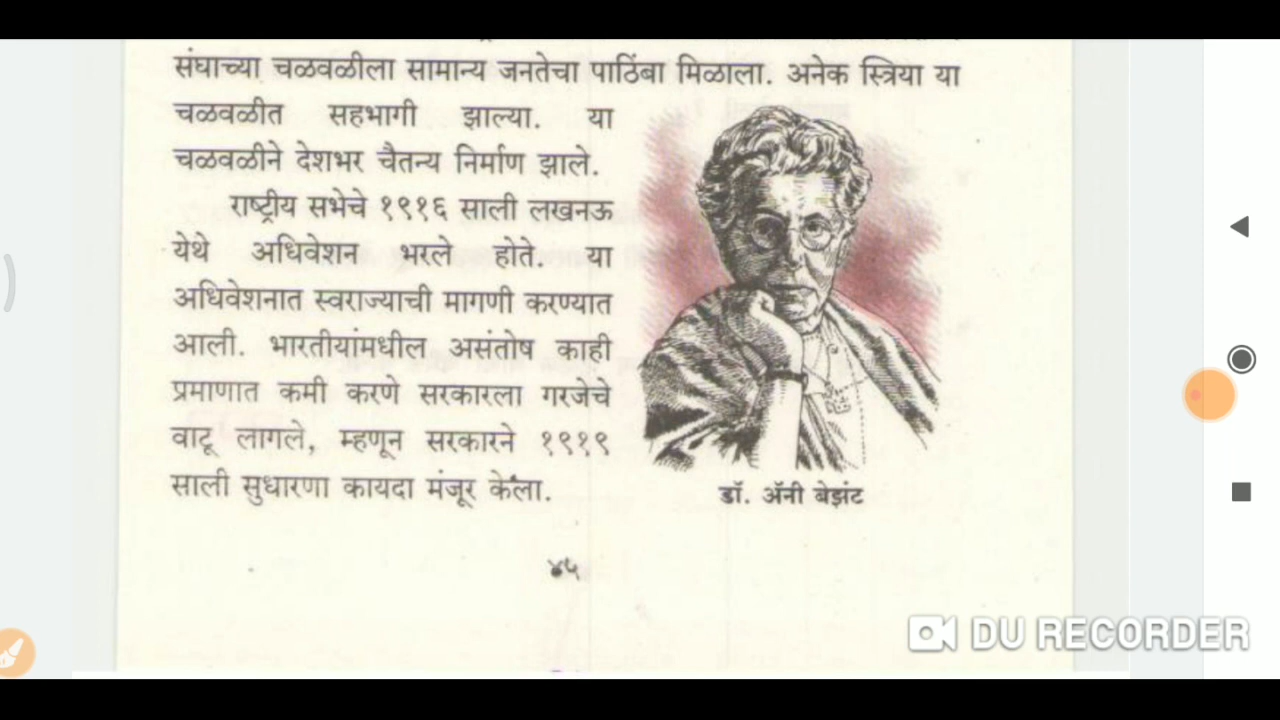 संघाच्या चळवळीला सामान्य जनतेचा पाठिंबा मिळाला. अनेक स्त्रिया या
चळवळीत सहभागी झाल्या. या
चळवळीने देशभर चैतन्य निर्माण झाले.
राष्ट्रीय सभेचे १९१६ साली लखनऊ
येथे अधिवेशन भरले होते. या
अधिवेशनात स्वराज्याची मागणी करण्यात
आली. भारतीयांमधील असंतोष काही
प्रमाणात कमी करणे सरकारला गरजेचे
वाटू लागले, म्हणून सरकारने १९१९
साली सुधारणा कायदा मंजूर केला.
डॉ. ॲनी बेझंट
४५
DU RECORDER